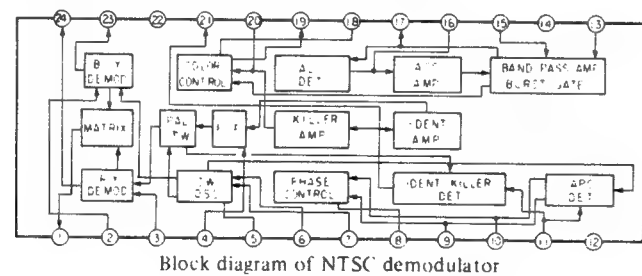 24 23 22 21 20 19 18 17 16 15 14 13
B-Y DEMOD
COLOR CONTROL
DET
AMP
BAND PASS AMP
BURST GATE
MATRIX
PAL
KILLER AMP
IDENT AMP
R-Y DEMOD
PHASE CONTROL
IDENT KILLER DET
APC DET
1 2 3 4 5 6 7 8 9 10 11 12
Block diagram of NTSC demodulator